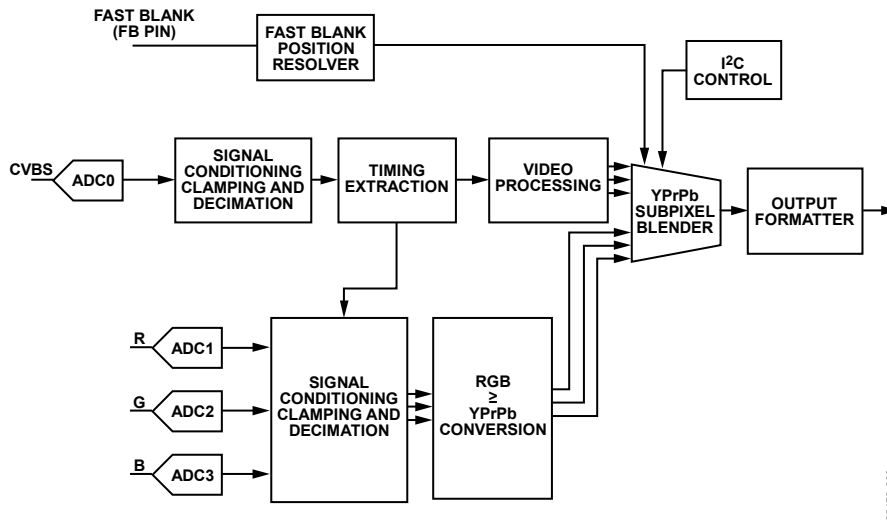 FAST BLANK
(FB PIN)
FAST BLANK
POSITION
RESOLVER
I²C
CONTROL
CVBS
ADC0
SIGNAL
CONDITIONING
CLAMPING AND
DECIMATION
TIMING
EXTRACTION
VIDEO
PROCESSING
YPrPb
SUBPIXEL
BLENDER
OUTPUT
FORMATTER
R
ADC1
G
ADC2
B
ADC3
SIGNAL
CONDITIONING
CLAMPING AND
DECIMATION
RGB
≥
YPrPb
CONVERSION